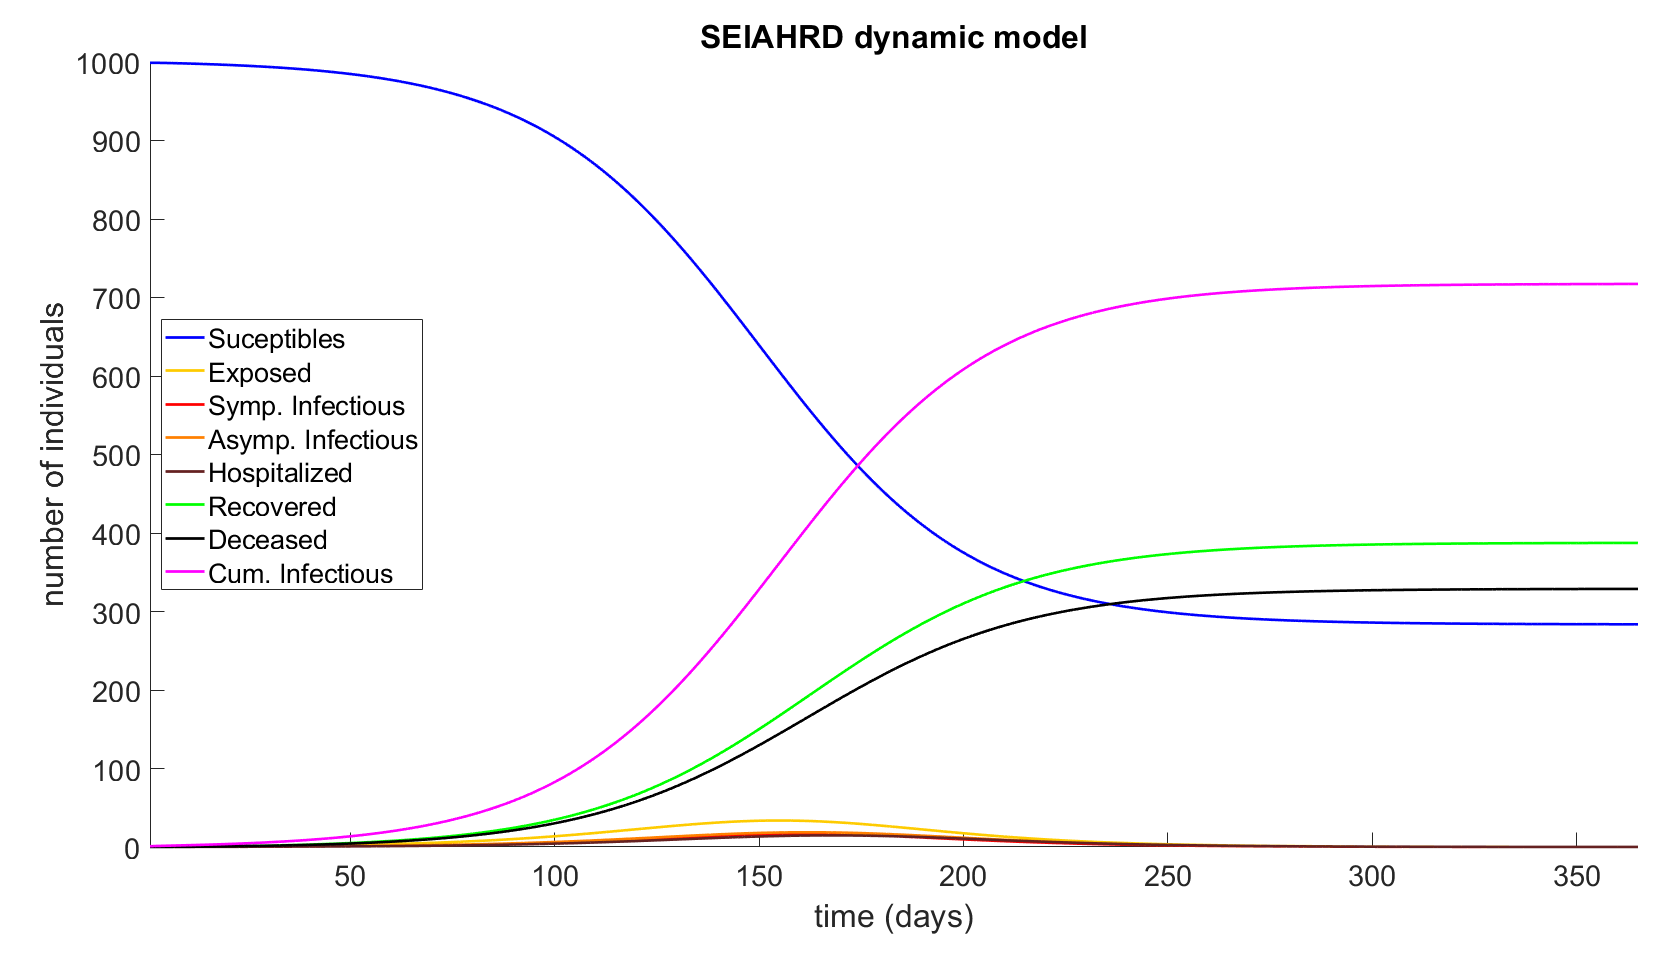 SEIAHRD dynamic model
1000
900
800
700
600
500
400
300
200
100
0
number of individuals
Suceptibles
Exposed
Symp. Infectious
Asymp. Infectious
Hospitalized
Recovered
Deceased
Cum. Infectious
50 100 150 200 250 300 350
time (days)